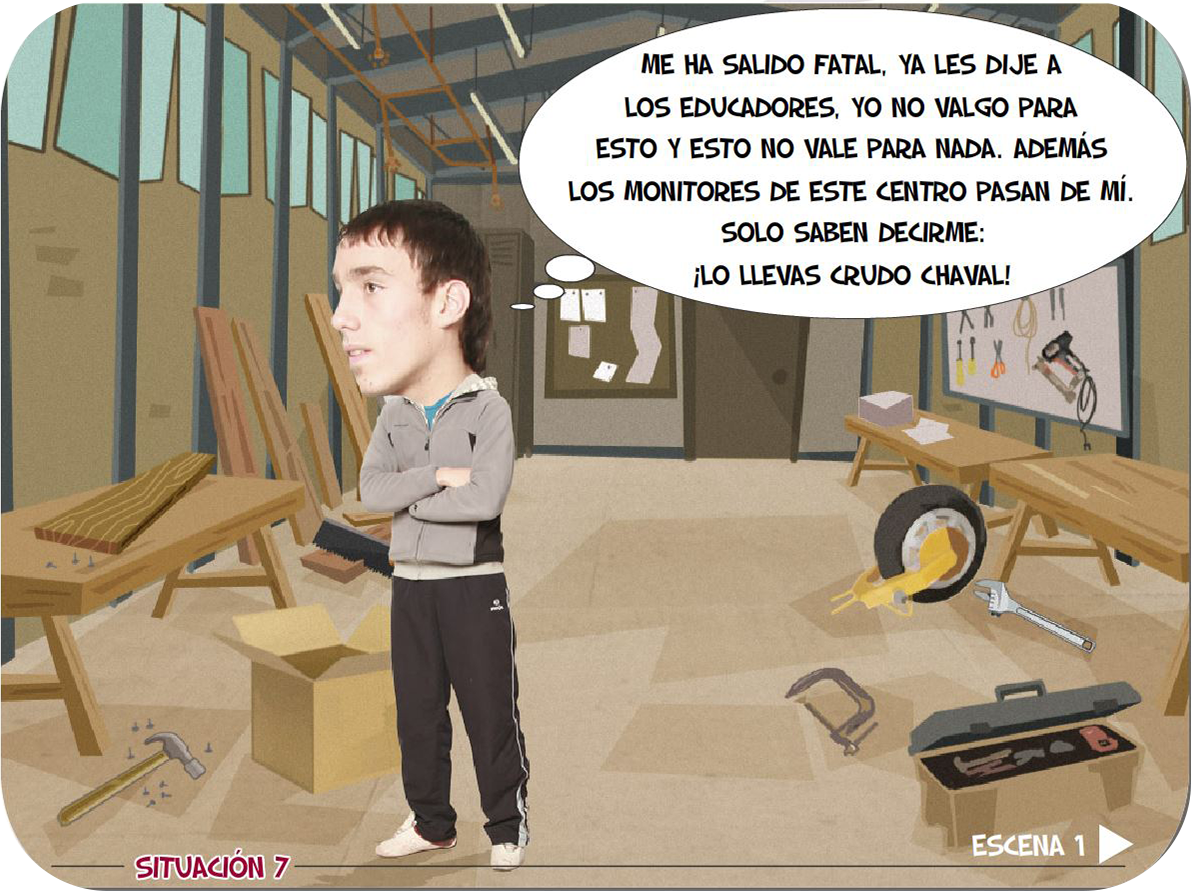 ME HA SALIDO FATAL, YA LES DIJE A
LOS EDUCADORES, YO NO VALGO PARA
ESTO Y ESTO NO VALE PARA NADA. ADEMÁS
LOS MONITORES DE ESTE CENTRO PASAN DE MÍ.
SOLO SABEN DECIRME:
¡LO LLEVAS CRUDO CHAVAL!
ESCENA 1
SITUACIÓN 7